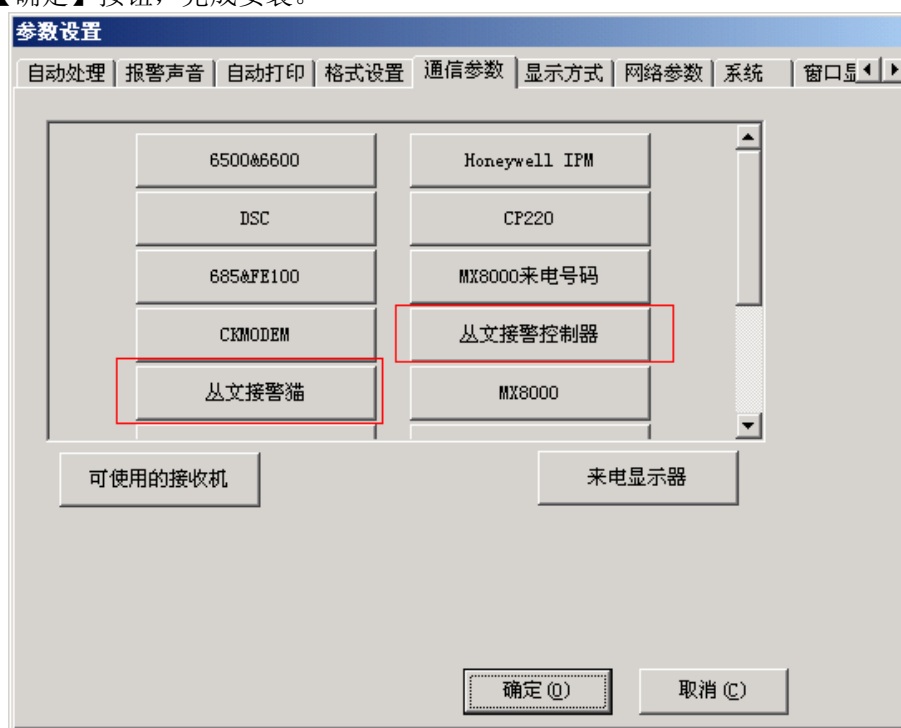 【确定】按钮，完成安装。
参数设置
自动处理 报警声音 自动打印 格式设置 通信参数 显示方式 网络参数 系统 窗口显
6500&6600 Honeywell IPM
DSC CP220
685&FE100 MX8000来电号码
CKMODEM 丛文接警控制器
丛文接警猫 MX8000
可使用的接收机 来电显示器
确定(O) 取消(C)